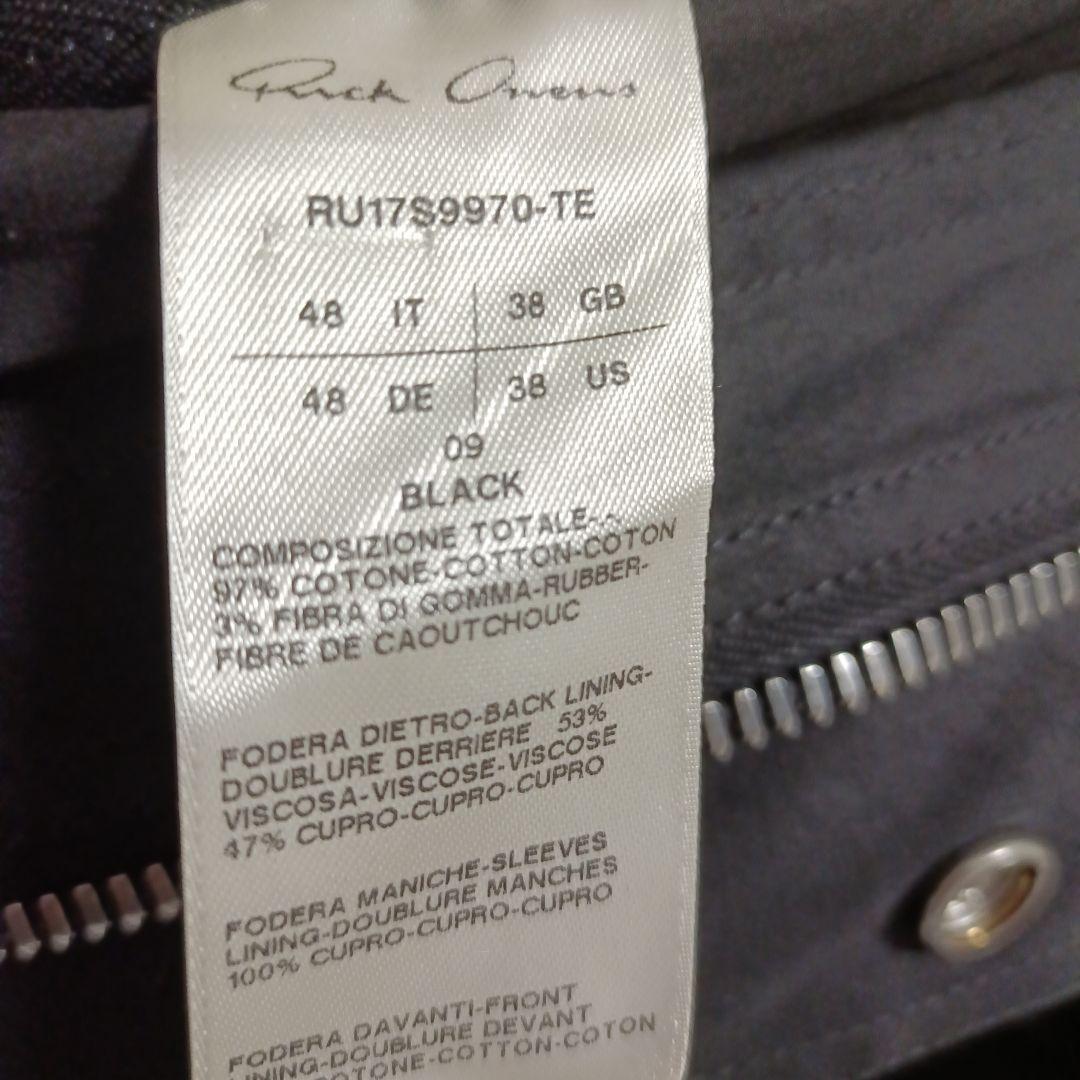 Rick Owens
RU17S9970-TE
48 IT 38 GB
48 DE 38 US
09
BLACK
COMPOSIZIONE TOTALE--
97% COTONE-COTTON-COTON
3% FIBRA DI GOMMA-RUBBER-
FIBRE DE CAOUTCHOUC
FODERA DIETRO-BACK LINING-
DOUBLURE DERRIERE 53%
VISCOSA-VISCOSE-VISCOSE
47% CUPRO-CUPRO-CUPRO
FODERA MANICHE-SLEEVES
LINING-DOUBLURE MANCHES
100% CUPRO-CUPRO-CUPRO
FODERA DAVANTI-FRONT
LINING-DOUBLURE DEVANT
COTONE-COTTON-COTON